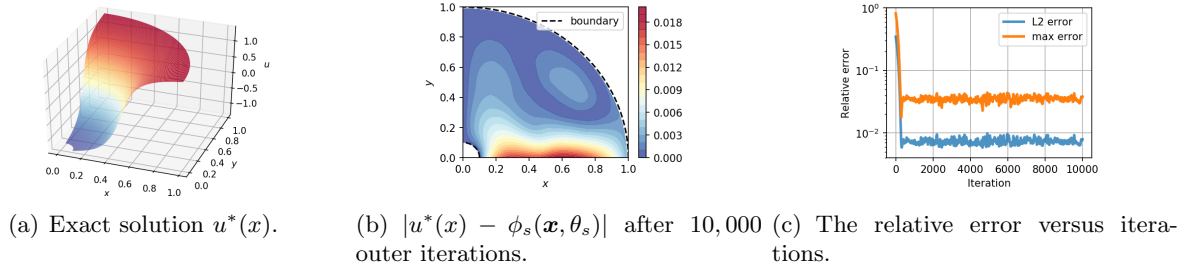 1.0
0.5
0.0
−0.5
−1.0
u
0.0
0.2
0.4
0.6
0.8
1.0
x
0.0
0.2
0.4
0.6
0.8
1.0
y
1.0
0.8
0.6
0.4
0.2
0.0
y
0.0 0.2 0.4 0.6 0.8 1.0
x
boundary
0.018
0.015
0.012
0.009
0.006
0.003
0.000
10⁰
10⁻¹
10⁻²
Relative error
L2 error
max error
0 2000 4000 6000 8000 10000
Iteration
(a) Exact solution u*(x).
(b) |u*(x) − ϕₛ(x, θₛ)| after 10,000
outer iterations.
(c) The relative error versus itera-
tions.